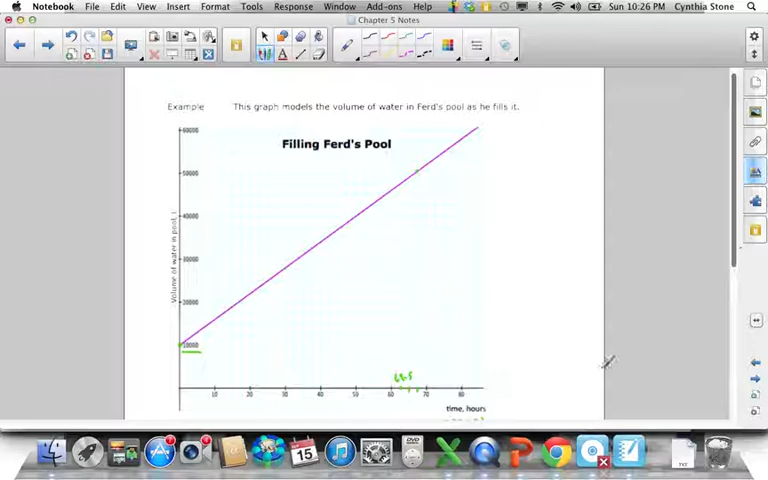 Notebook File Edit View Insert Format Tools Response Window Add-ons Help Sun 10:26 PM Cynthia Stone
Chapter 5 Notes
Example This graph models the volume of water in Ferd's pool as he fills it.
Filling Ferd's Pool
60000
50000
40000
30000
20000
10000
Volume of water in pool, L
10 20 30 40 50 60 70 80
time, hours
SEP
15
TXT